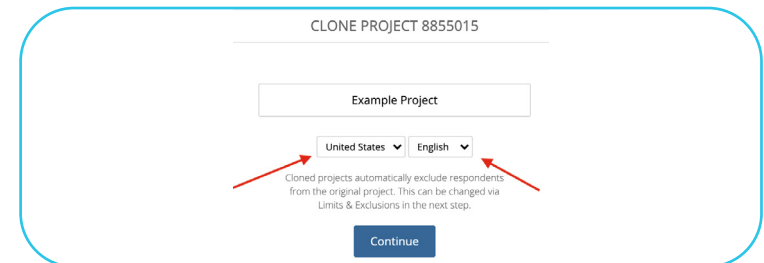 CLONE PROJECT 8855015
Example Project
United States English
Cloned projects automatically exclude respondents
from the original project. This can be changed via
Limits & Exclusions in the next step.
Continue